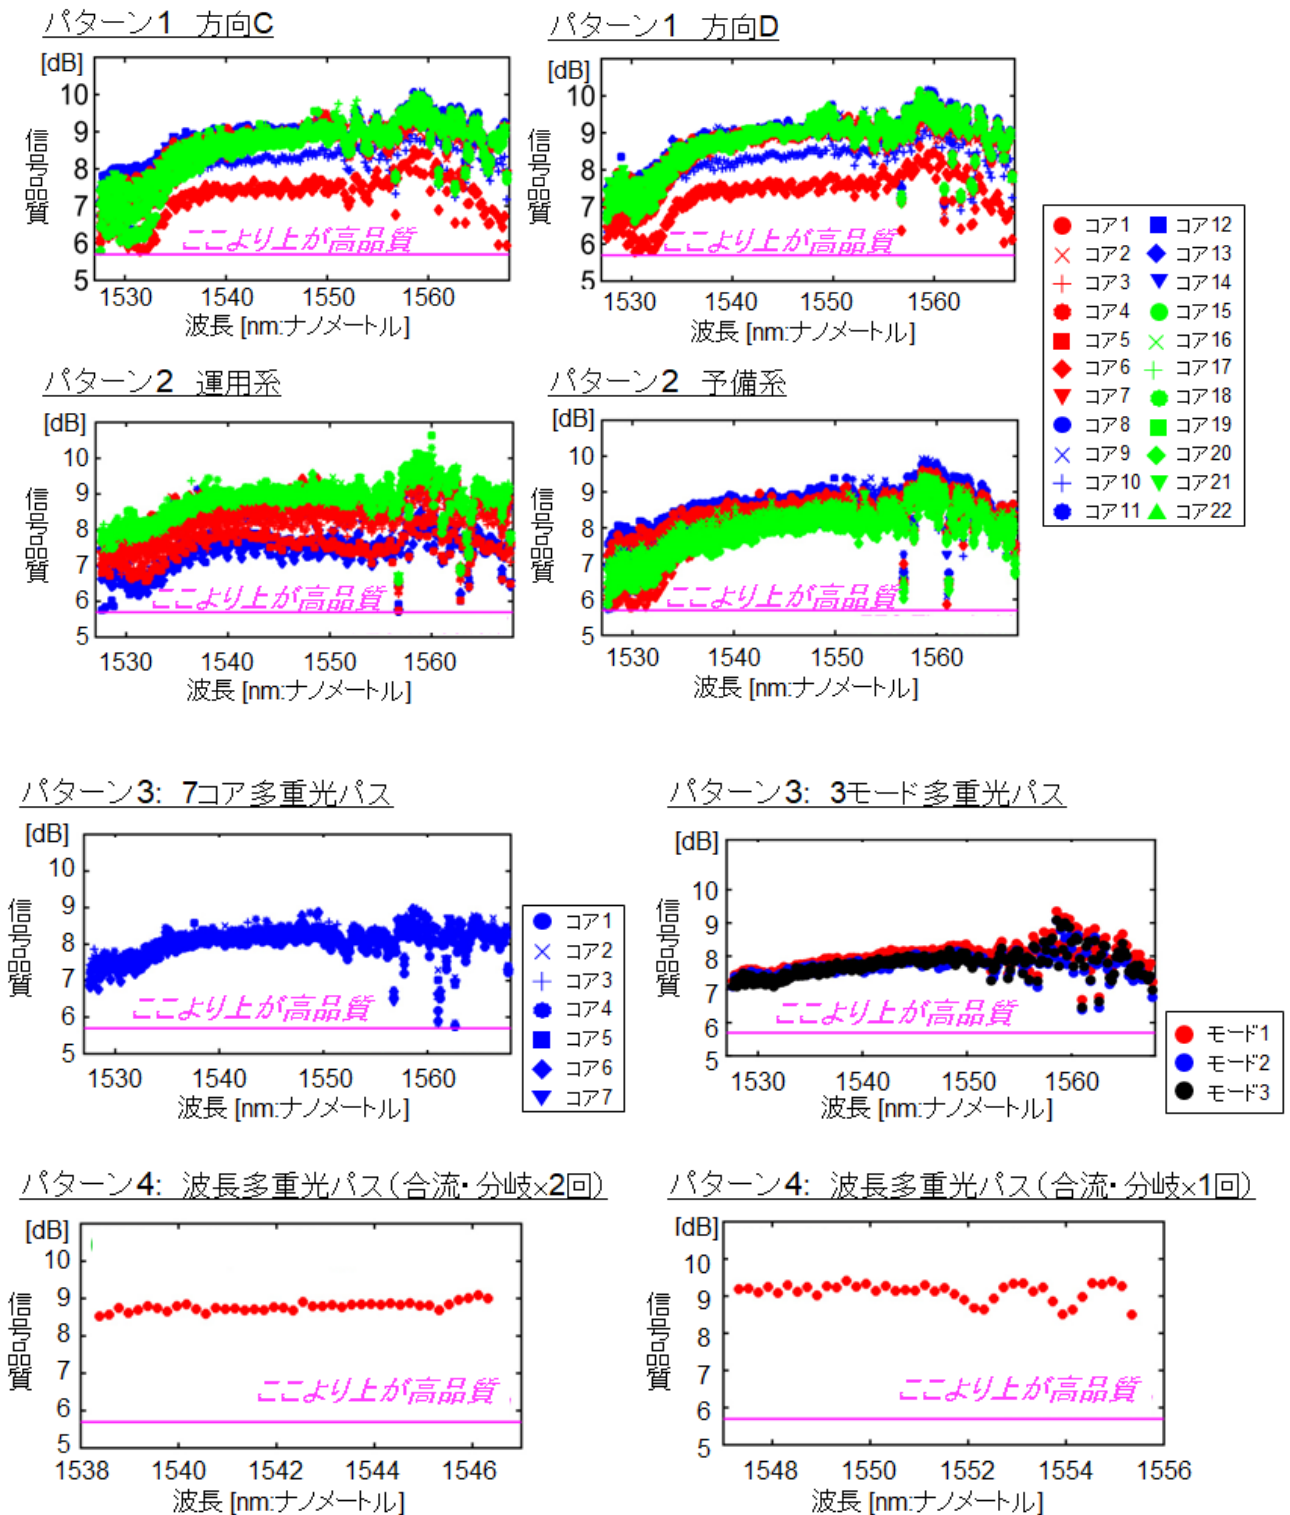 パターン1 方向C
[dB]
10
9
8
7
6
5
信号品質
ここより上が高品質
1530 1540 1550 1560
波長 [nm:ナノメートル]
パターン1 方向D
[dB]
10
9
8
7
6
5
信号品質
ここより上が高品質
1530 1540 1550 1560
波長 [nm:ナノメートル]
コア1 コア12
コア2 コア13
コア3 コア14
コア4 コア15
コア5 コア16
コア6 コア17
コア7 コア18
コア8 コア19
コア9 コア20
コア10 コア21
コア11 コア22
パターン2 運用系
[dB]
10
9
8
7
6
5
信号品質
ここより上が高品質
1530 1540 1550 1560
波長 [nm:ナノメートル]
パターン2 予備系
[dB]
10
9
8
7
6
5
信号品質
ここより上が高品質
1530 1540 1550 1560
波長 [nm:ナノメートル]
パターン3: 7コア多重光パス
[dB]
10
9
8
7
6
5
信号品質
ここより上が高品質
1530 1540 1550 1560
波長 [nm:ナノメートル]
コア1
コア2
コア3
コア4
コア5
コア6
コア7
パターン3: 3モード多重光パス
[dB]
10
9
8
7
6
5
信号品質
ここより上が高品質
1530 1540 1550 1560
波長 [nm:ナノメートル]
モード1
モード2
モード3
パターン4: 波長多重光パス(合流・分岐×2回)
[dB]
10
9
8
7
6
5
信号品質
ここより上が高品質
1538 1540 1542 1544 1546
波長 [nm:ナノメートル]
パターン4: 波長多重光パス(合流・分岐×1回)
[dB]
10
9
8
7
6
5
信号品質
ここより上が高品質
1548 1550 1552 1554 1556
波長 [nm:ナノメートル]